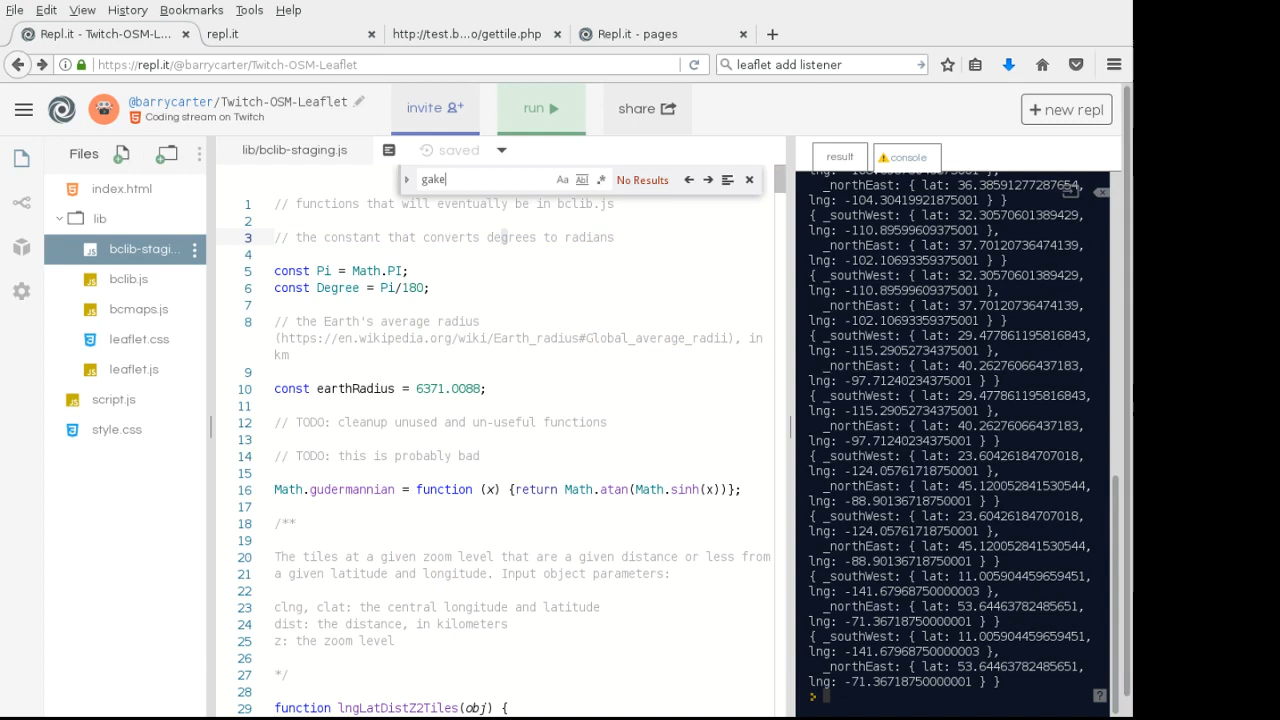 File Edit View History Bookmarks Tools Help
Repl.it - Twitch-OSM-L... × repl.it × http://test.b...o/gettile.php × Repl.it - pages × +
https://repl.it/@barrycarter/Twitch-OSM-Leaflet leaflet add listener
@barrycarter/Twitch-OSM-Leaflet
Coding stream on Twitch
invite run share + new repl
Files
index.html
lib
bclib-stagi...
bclib.js
bcmaps.js
leaflet.css
leaflet.js
script.js
style.css
lib/bclib-staging.js saved
gake Aa Abl .* No Results
1 // functions that will eventually be in bclib.js
2
3 // the constant that converts degrees to radians
4
5 const Pi = Math.PI;
6 const Degree = Pi/180;
7
8 // the Earth's average radius
(https://en.wikipedia.org/wiki/Earth_radius#Global_average_radii), in
km
9
10 const earthRadius = 6371.0088;
11
12 // TODO: cleanup unused and un-useful functions
13
14 // TODO: this is probably bad
15
16 Math.gudermannian = function (x) {return Math.atan(Math.sinh(x))};
17
18 /**
19
20 The tiles at a given zoom level that are a given distance or less from
21 a given latitude and longitude. Input object parameters:
22
23 clng, clat: the central longitude and latitude
24 dist: the distance, in kilometers
25 z: the zoom level
26
27 */
28
29 function lngLatDistZ2Tiles(obj) {
result console
_northEast: { lat: 36.38591277287654,
lng: -104.30419921875001 } }
{ _southWest: { lat: 32.30570601389429,
lng: -110.89599609375001 },
_northEast: { lat: 37.70120736474139,
lng: -102.10693359375001 } }
{ _southWest: { lat: 32.30570601389429,
lng: -110.89599609375001 },
_northEast: { lat: 37.70120736474139,
lng: -102.10693359375001 } }
{ _southWest: { lat: 29.477861195816843,
lng: -115.29052734375001 },
_northEast: { lat: 40.26276066437183,
lng: -97.71240234375001 } }
{ _southWest: { lat: 29.477861195816843,
lng: -115.29052734375001 },
_northEast: { lat: 40.26276066437183,
lng: -97.71240234375001 } }
{ _southWest: { lat: 23.60426184707018,
lng: -124.05761718750001 },
_northEast: { lat: 45.120052841530544,
lng: -88.90136718750001 } }
{ _southWest: { lat: 23.60426184707018,
lng: -124.05761718750001 },
_northEast: { lat: 45.120052841530544,
lng: -88.90136718750001 } }
{ _southWest: { lat: 11.005904459659451,
lng: -141.67968750000003 },
_northEast: { lat: 53.64463782485651,
lng: -71.36718750000001 } }
{ _southWest: { lat: 11.005904459659451,
lng: -141.67968750000003 },
_northEast: { lat: 53.64463782485651,
lng: -71.36718750000001 } }
>